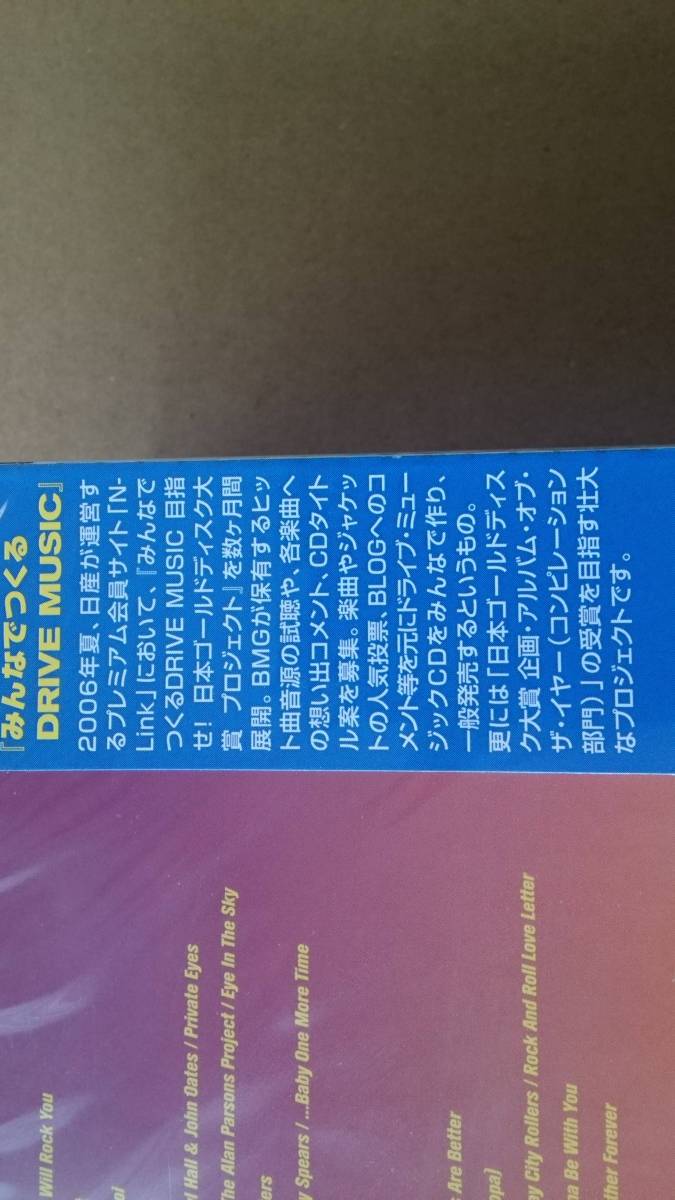 『みんなでつくる
DRIVE MUSIC』
2006年夏、日産が運営す
るプレミアム会員サイト「N-
Link」において、『みんなで
つくるDRIVE MUSIC 目指
せ! 日本ゴールドディスク大
賞 プロジェクト』を数ヶ月間
展開。BMGが保有するヒッ
ト曲音源の試聴や、各楽曲へ
の想い出コメント、CDタイト
ル案を募集。楽曲やジャケッ
トの人気投票、BLOGへのコ
メント等を元にドライブ・ミュー
ジックCDをみんなで作り、
一般発売するというもの。
更には「日本ゴールドディス
ク大賞 企画・アルバム・オブ・
ザ・イヤー(コンピレーション
部門)」の受賞を目指す壮大
なプロジェクトです。
Will Rock You
Hall & John Oates / Private Eyes
The Alan Parsons Project / Eye In The Sky
Spears / ...Baby One More Time
Are Better
City Rollers / Rock And Roll Love Letter
Be With You
Forever